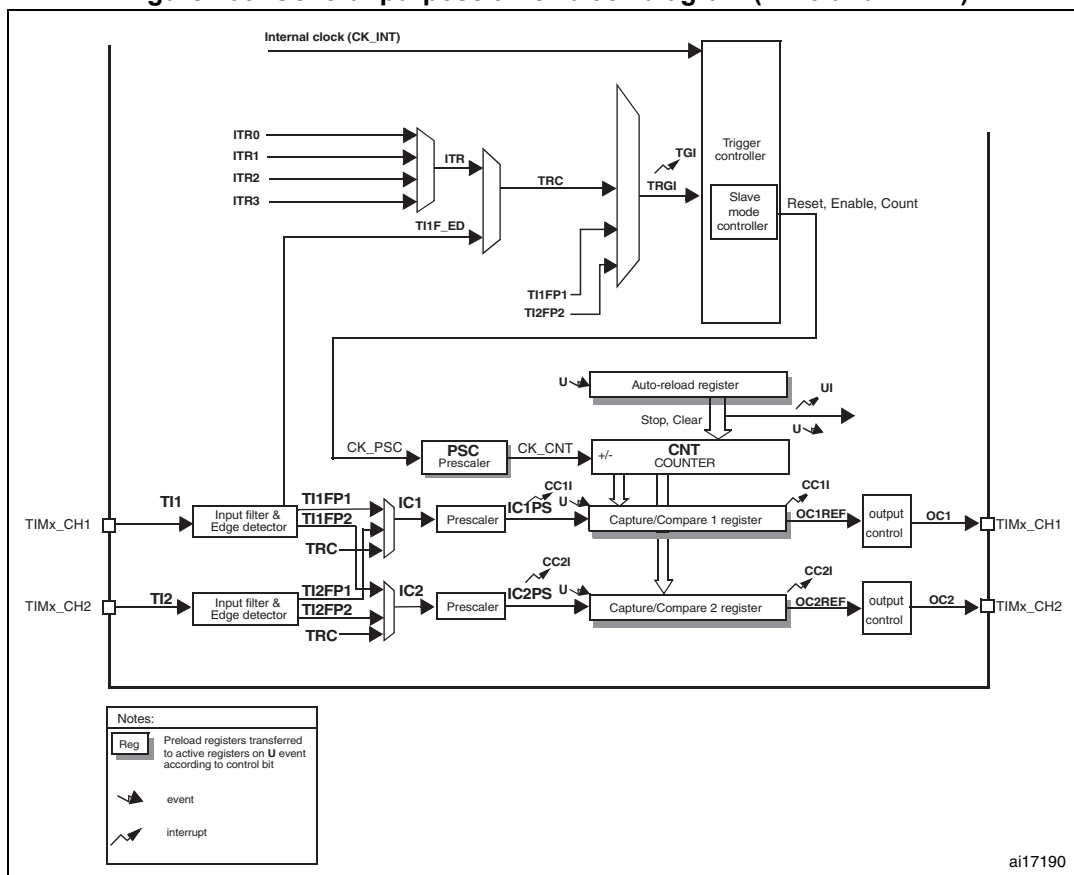 Internal clock (CK_INT)
Trigger
controller
ITR0
ITR1
ITR2
ITR3
ITR
TRC
TI1F_ED
TGI
TRGI
Slave
mode
controller
Reset, Enable, Count
TI1FP1
TI2FP2
U
Auto-reload register
UI
Stop, Clear
U
CK_PSC
PSC
Prescaler
CK_CNT
+/-
CNT
COUNTER
TIMx_CH1
TI1
Input filter &
Edge detector
TI1FP1
TI1FP2
TRC
IC1
Prescaler
CC1I
IC1PS
U
Capture/Compare 1 register
CC1I
OC1REF
output
control
OC1
TIMx_CH1
TIMx_CH2
TI2
Input filter &
Edge detector
TI2FP1
TI2FP2
TRC
IC2
Prescaler
CC2I
IC2PS
U
Capture/Compare 2 register
CC2I
OC2REF
output
control
OC2
TIMx_CH2
Notes:
Reg
Preload registers transferred
to active registers on U event
according to control bit
event
interrupt
ai17190